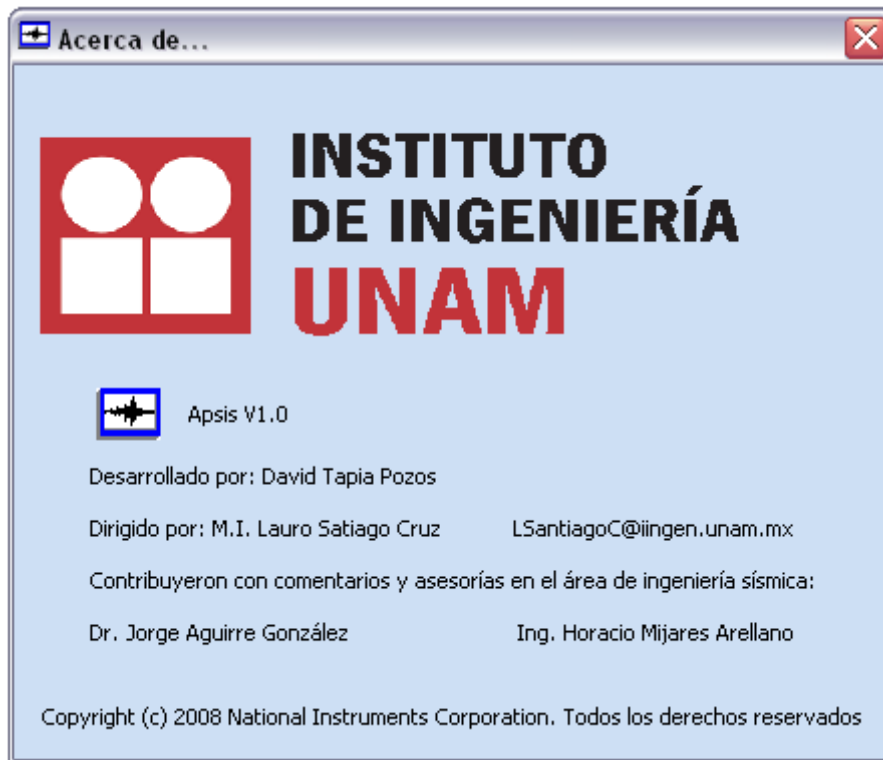 Acerca de...
INSTITUTO
DE INGENIERÍA
UNAM
Apsis V1.0
Desarrollado por: David Tapia Pozos
Dirigido por: M.I. Lauro Satiago Cruz LSantiagoC@iingen.unam.mx
Contribuyeron con comentarios y asesorías en el área de ingeniería sísmica:
Dr. Jorge Aguirre González Ing. Horacio Mijares Arellano
Copyright (c) 2008 National Instruments Corporation. Todos los derechos reservados